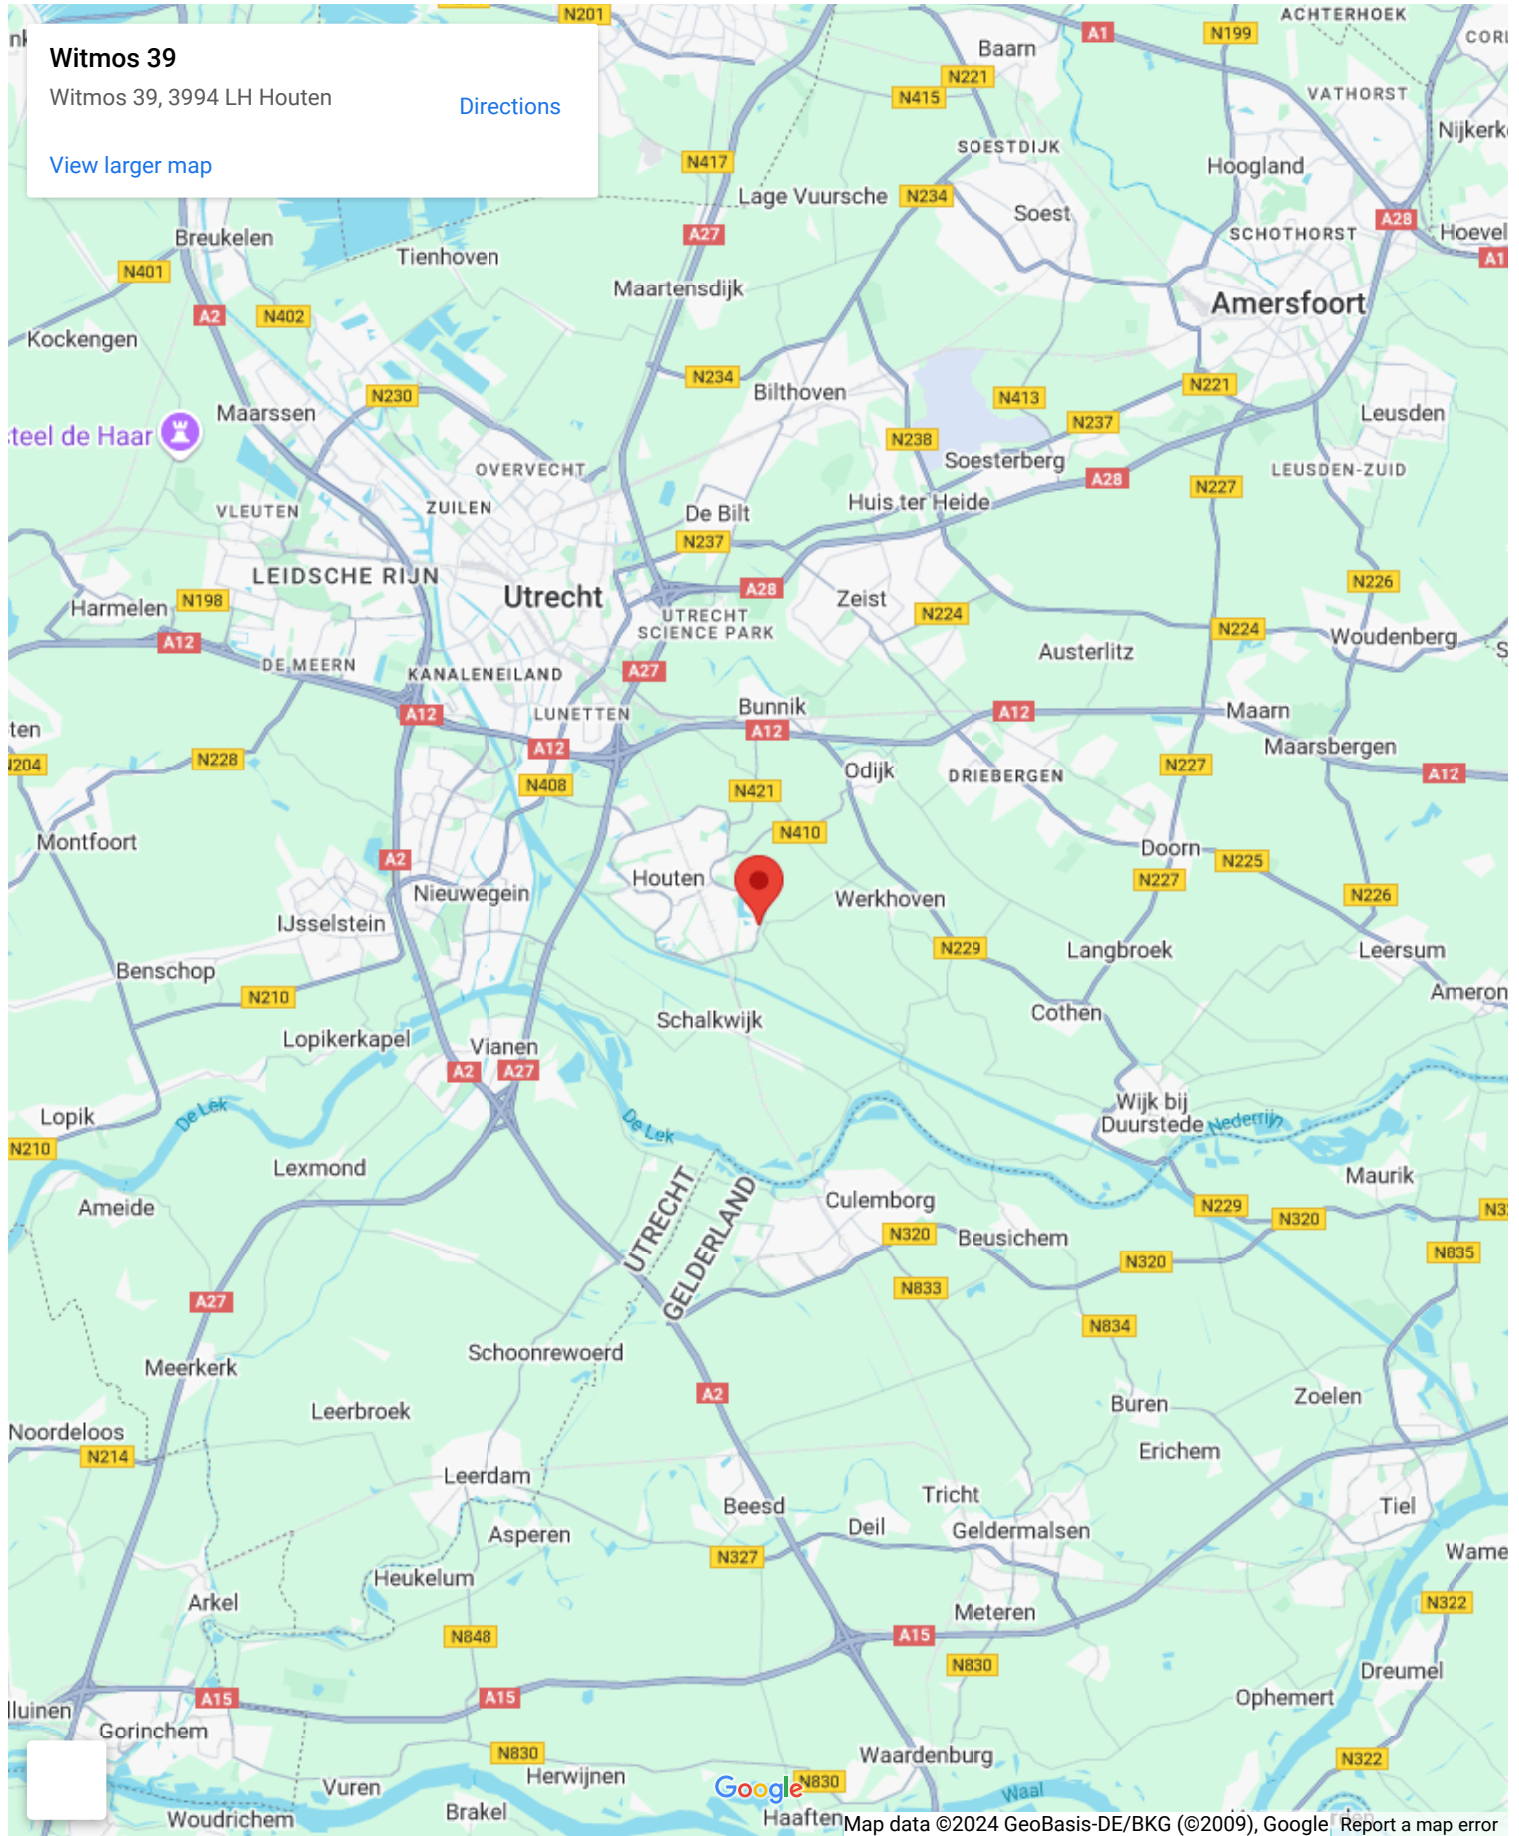 Witmos 39
Witmos 39, 3994 LH Houten
Directions
View larger map
N201
A1
N199
ACHTERHOEK
Baarn
N221
N415
VATHORST
N417
SOESTDIJK
Hoogland
Lage Vuursche
N234
Soest
A28
A27
SCHOTHORST
Breukelen
Tienhoven
N401
A1
Maartensdijk
Amersfoort
A2
N402
Kockengen
N234
Bilthoven
N221
N230
N413
Maarssen
N237
Leusden
N238
OVERVECHT
Soesterberg
A28
LEUSDEN-ZUID
N227
VLEUTEN
ZUILEN
De Bilt
Huis ter Heide
N237
LEIDSCHE RIJN
Utrecht
A28
N226
Harmelen
N198
Zeist
N224
UTRECHT
SCIENCE PARK
N224
Woudenberg
A12
DE MEERN
KANALENEILAND
A27
Austerlitz
A12
LUNETTEN
Bunnik
A12
A12
Maarn
A12
Maarsbergen
N228
N408
Odijk
DRIEBERGEN
N227
A12
N421
N410
Montfoort
A2
Doorn
N225
N227
Houten
Nieuwegein
Werkhoven
N226
IJsselstein
N229
Langbroek
Leersum
Benschop
N210
Cothen
Schalkwijk
Lopikerkapel
Vianen
A2
A27
Lopik
De Lek
De Lek
Wijk bij
Duurstede
Nederrijn
N210
Lexmond
Maurik
Ameide
UTRECHT
GELDERLAND
Culemborg
N229
N320
N320
Beusichem
N320
N835
N833
A27
N834
Schoonrewoerd
Meerkerk
A2
Buren
Zoelen
Leerbroek
Noordeloos
N214
Erichem
Leerdam
Beesd
Tricht
Tiel
Asperen
Deil
Geldermalsen
N327
Heukelum
Arkel
Meteren
N322
N848
A15
N830
Dreumel
A15
A15
Ophemert
Gorinchem
N830
Waardenburg
N322
Vuren
Herwijnen
Google
N830
Waal
Woudrichem
Brakel
Haaften
Map data ©2024 GeoBasis-DE/BKG (©2009), Google
Report a map error